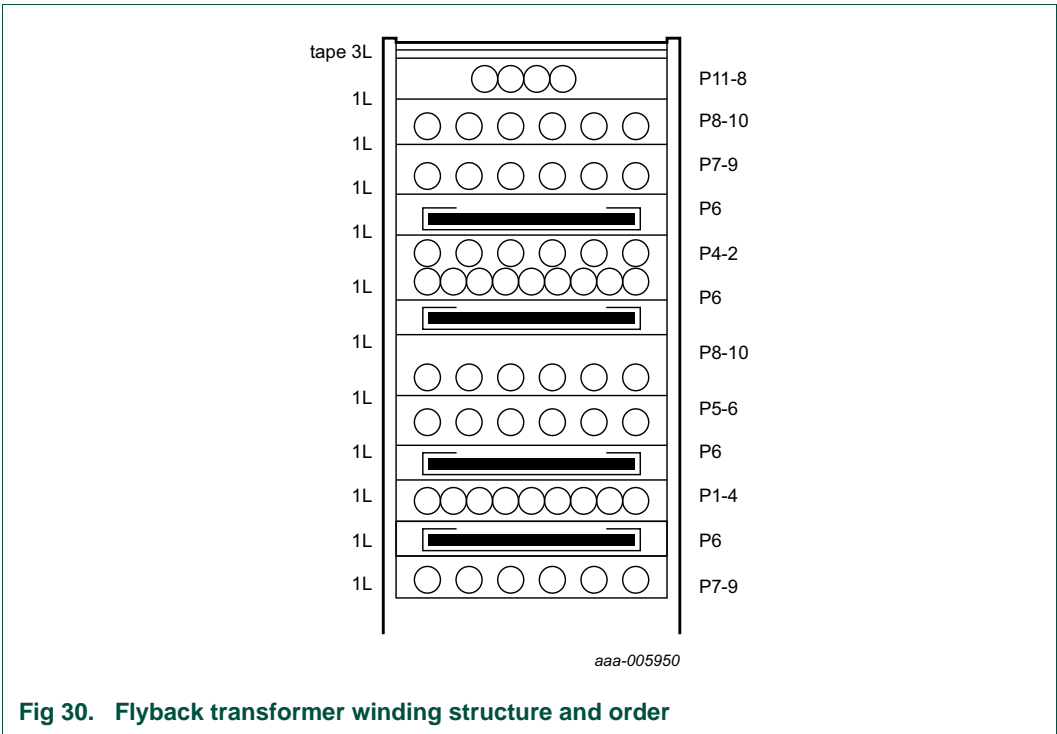 tape 3L
P11-8
1L
P8-10
1L
P7-9
1L
P6
1L
P4-2
1L
P6
1L
P8-10
1L
P5-6
1L
P6
1L
P1-4
1L
P6
1L
P7-9
aaa-005950
Fig 30. Flyback transformer winding structure and order